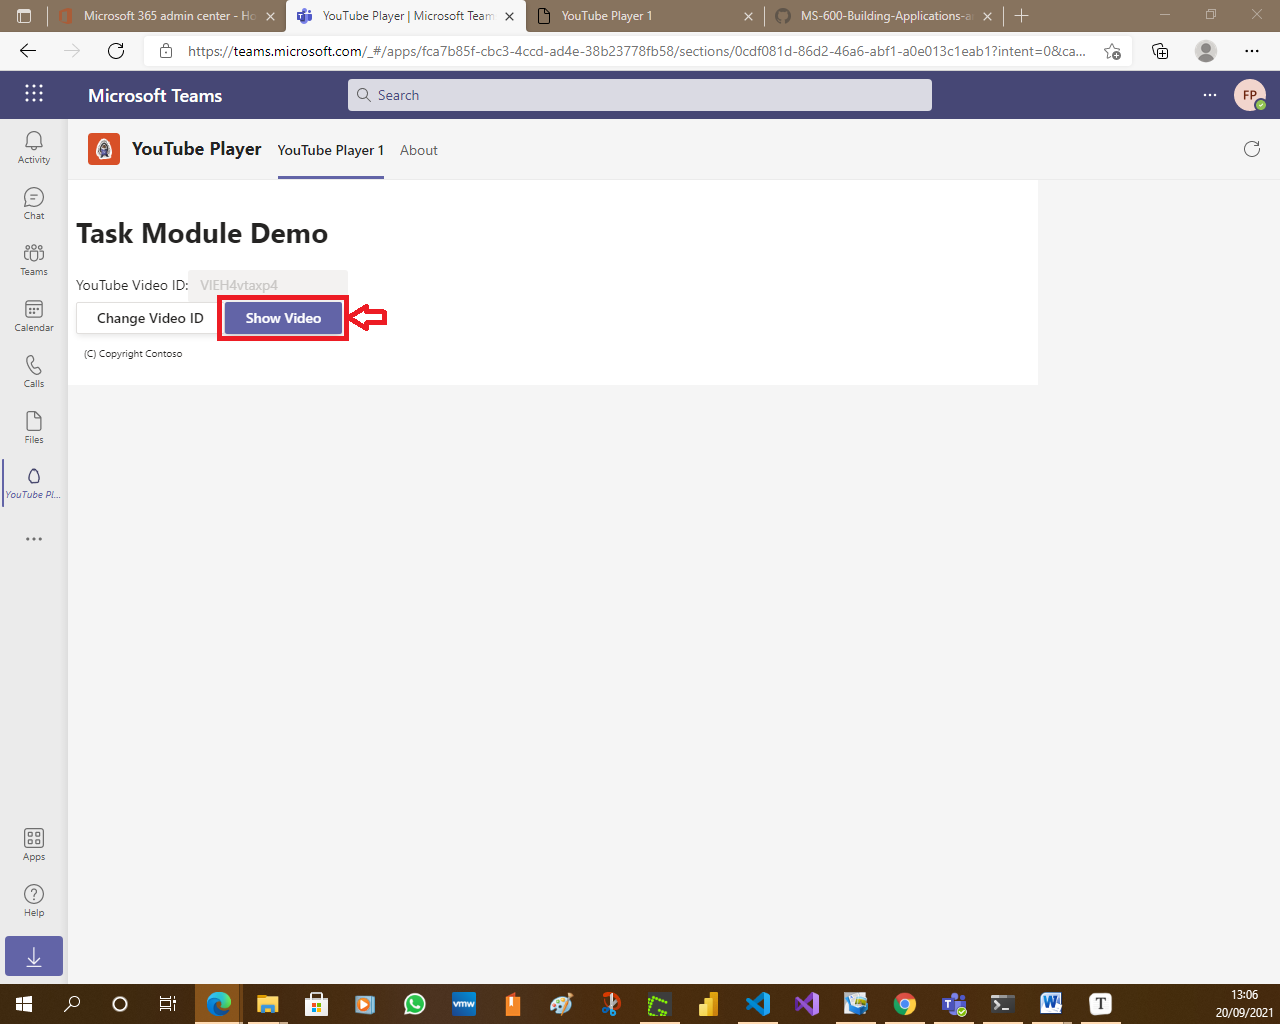 Microsoft 365 admin center - Ho
YouTube Player | Microsoft Team
YouTube Player 1
MS-600-Building-Applications-a
https://teams.microsoft.com/_#/apps/fca7b85f-cbc3-4ccd-ad4e-38b23778fb58/sections/0cdf081d-86d2-46a6-abf1-a0e013c1eab1?intent=0&ca...
Microsoft Teams
Search
FP
Activity
Chat
Teams
Calendar
Calls
Files
YouTube Pl...
Apps
Help
YouTube Player
YouTube Player 1
About
Task Module Demo
YouTube Video ID: VlEH4vtaxp4
Change Video ID
Show Video
(C) Copyright Contoso
vmw
13:06
20/09/2021